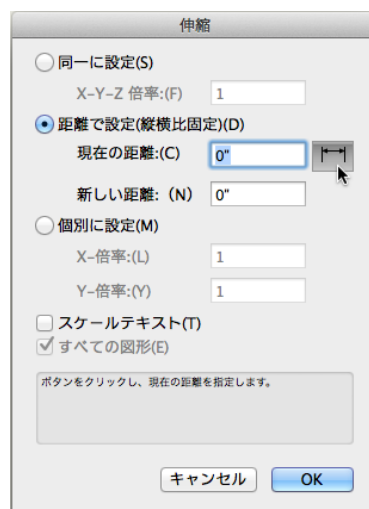 伸縮
同一に設定(S)
X-Y-Z 倍率:(F) 1
距離で設定(縦横比固定)(D)
現在の距離:(C) 0"
新しい距離:（N） 0"
個別に設定(M)
X-倍率:(L) 1
Y-倍率:(Y) 1
スケールテキスト(T)
すべての図形(E)
ボタンをクリックし、現在の距離を指定します。
キャンセル OK